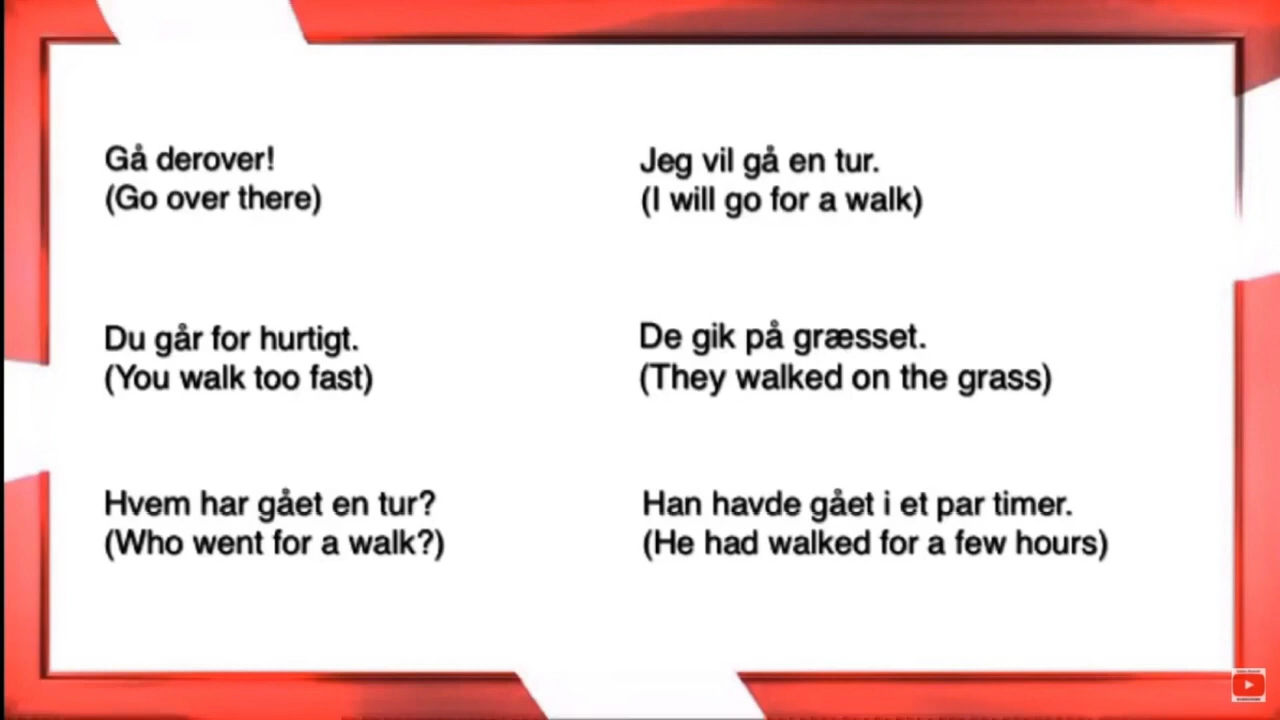 Gå derover!
(Go over there)
Jeg vil gå en tur.
(I will go for a walk)
Du går for hurtigt.
(You walk too fast)
De gik på græsset.
(They walked on the grass)
Hvem har gået en tur?
(Who went for a walk?)
Han havde gået i et par timer.
(He had walked for a few hours)